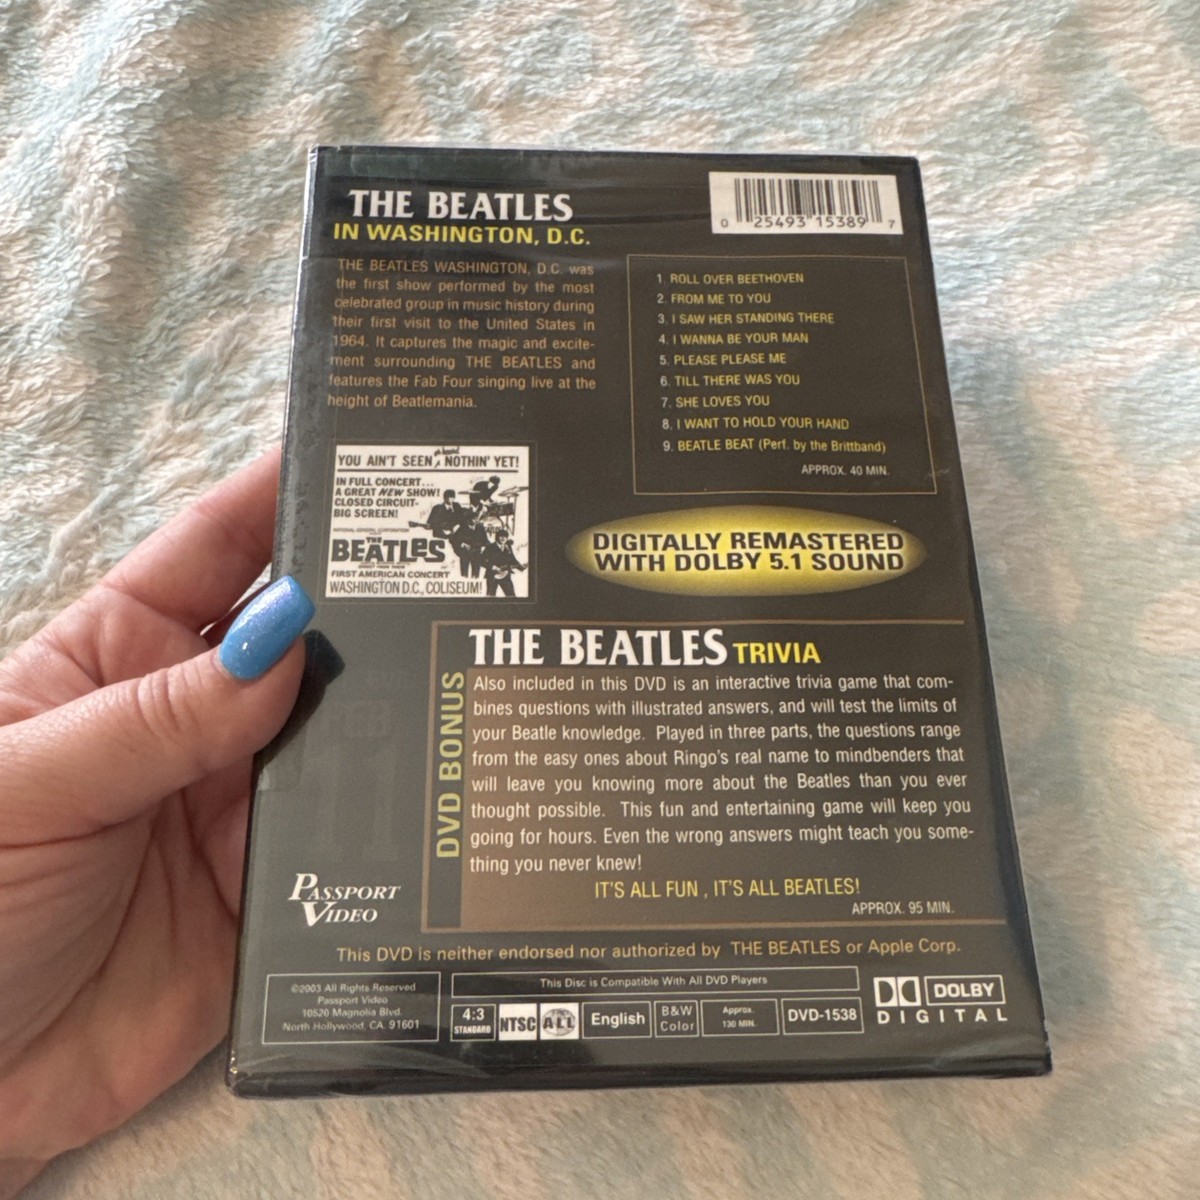 THE BEATLES
IN WASHINGTON, D.C.
0 25493 15389 7
THE BEATLES WASHINGTON, D.C. was
the first show performed by the most
celebrated group in music history during
their first visit to the United States in
1964. It captures the magic and excite-
ment surrounding THE BEATLES and
features the Fab Four singing live at the
height of Beatlemania.
1. ROLL OVER BEETHOVEN
2. FROM ME TO YOU
3. I SAW HER STANDING THERE
4. I WANNA BE YOUR MAN
5. PLEASE PLEASE ME
6. TILL THERE WAS YOU
7. SHE LOVES YOU
8. I WANT TO HOLD YOUR HAND
9. BEATLE BEAT (Perf. by the Brittband)
APPROX. 40 MIN.
YOU AIN'T SEEN NOTHIN' YET!
IN FULL CONCERT...
A GREAT NEW SHOW!
CLOSED CIRCUIT-
BIG SCREEN!
NATIONAL GENERAL CORPORATION
THE
BEATLES
FIRST AMERICAN CONCERT
WASHINGTON D.C., COLISEUM!
DIGITALLY REMASTERED
WITH DOLBY 5.1 SOUND
DVD BONUS
THE BEATLES TRIVIA
Also included in this DVD is an interactive trivia game that com-
bines questions with illustrated answers, and will test the limits of
your Beatle knowledge. Played in three parts, the questions range
from the easy ones about Ringo's real name to mindbenders that
will leave you knowing more about the Beatles than you ever
thought possible. This fun and entertaining game will keep you
going for hours. Even the wrong answers might teach you some-
thing you never knew!
IT'S ALL FUN , IT'S ALL BEATLES!
APPROX. 95 MIN.
PASSPORT
VIDEO
This DVD is neither endorsed nor authorized by THE BEATLES or Apple Corp.
©2003 All Rights Reserved
Passport Video
10520 Magnolia Blvd.
North Hollywood, CA. 91601
This Disc is Compatible With All DVD Players
4:3
STANDARD
NTSC
ALL
English
B&W
Color
Approx.
130 MIN.
DVD-1538
DOLBY
DIGITAL